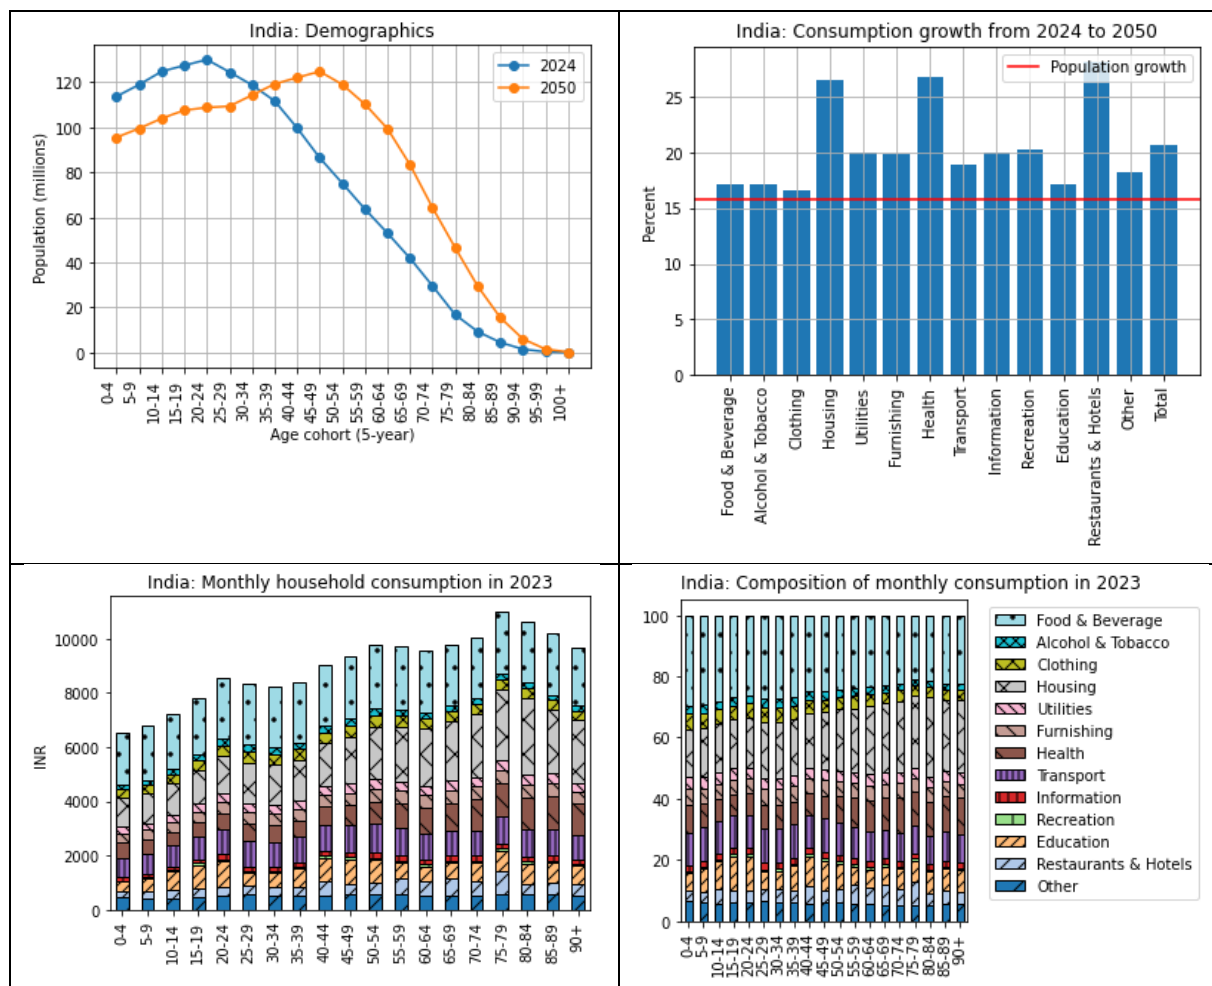 India: Demographics
120
100
80
60
40
20
0
Population (millions)
2024
2050
0-4
5-9
10-14
15-19
20-24
25-29
30-34
35-39
40-44
45-49
50-54
55-59
60-64
65-69
70-74
75-79
80-84
85-89
90-94
95-99
100+
Age cohort (5-year)
India: Consumption growth from 2024 to 2050
Population growth
25
20
15
10
5
0
Percent
Food & Beverage
Alcohol & Tobacco
Clothing
Housing
Utilities
Furnishing
Health
Transport
Information
Recreation
Education
Restaurants & Hotels
Other
Total
India: Monthly household consumption in 2023
10000
8000
6000
4000
2000
0
INR
0-4
5-9
10-14
15-19
20-24
25-29
30-34
35-39
40-44
45-49
50-54
55-59
60-64
65-69
70-74
75-79
80-84
85-89
90+
India: Composition of monthly consumption in 2023
100
80
60
40
20
0
0-4
5-9
10-14
15-19
20-24
25-29
30-34
35-39
40-44
45-49
50-54
55-59
60-64
65-69
70-74
75-79
80-84
85-89
90+
Food & Beverage
Alcohol & Tobacco
Clothing
Housing
Utilities
Furnishing
Health
Transport
Information
Recreation
Education
Restaurants & Hotels
Other